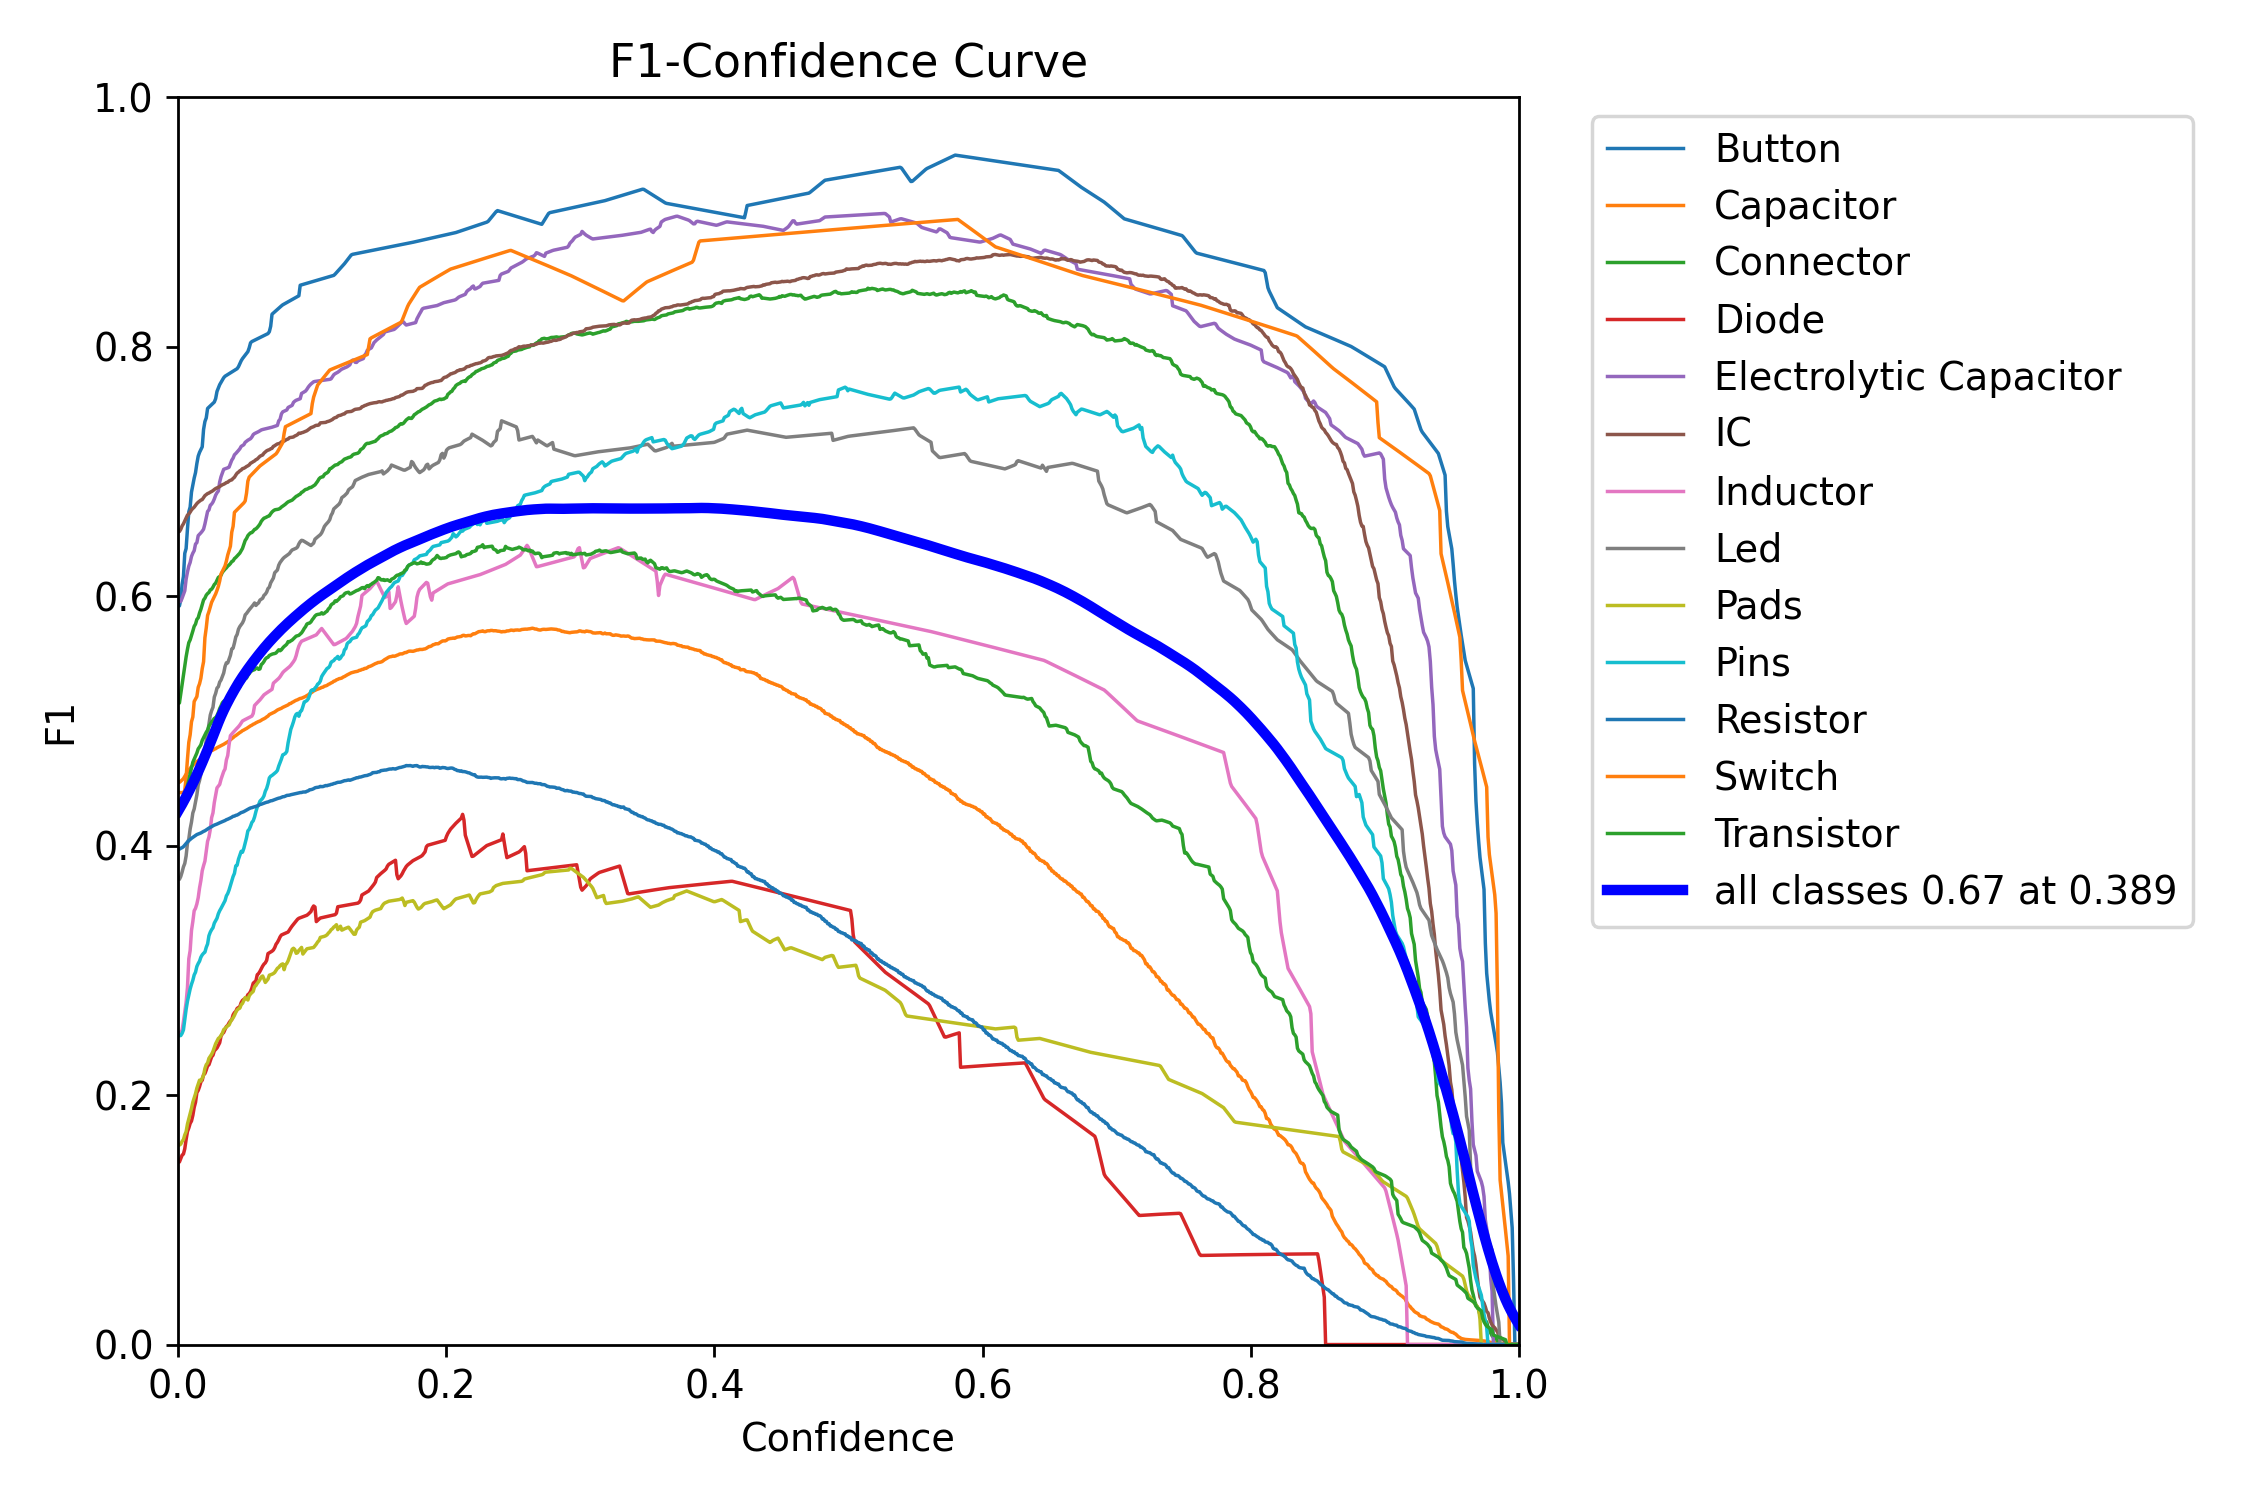 F1-Confidence Curve
1.0
0.8
0.6
0.4
0.2
0.0
F1
0.0 0.2 0.4 0.6 0.8 1.0
Confidence
Button
Capacitor
Connector
Diode
Electrolytic Capacitor
IC
Inductor
Led
Pads
Pins
Resistor
Switch
Transistor
all classes 0.67 at 0.389